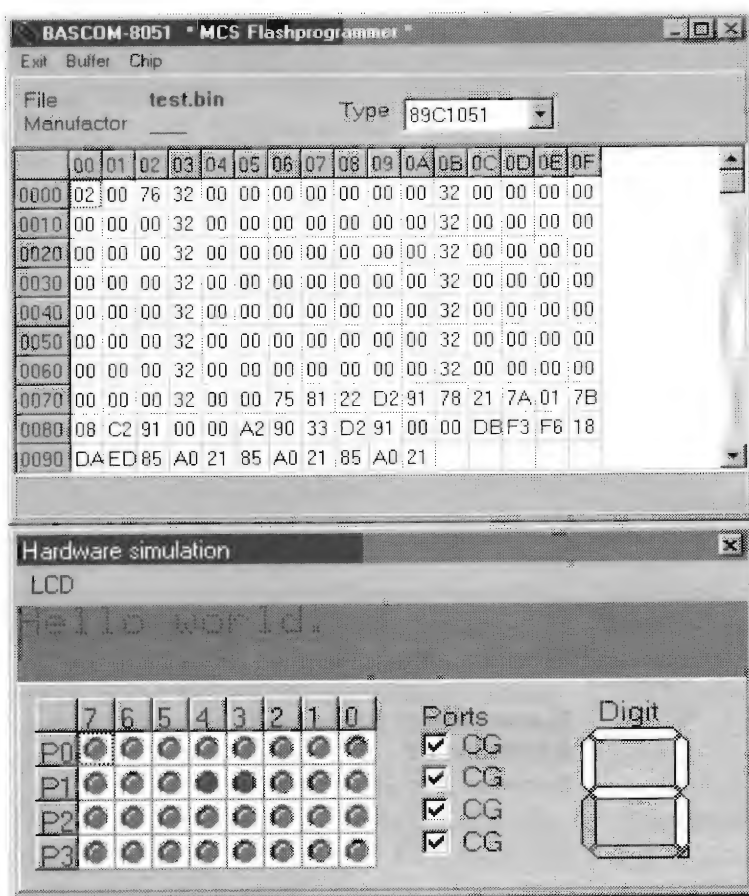 BASCOM-8051 * MCS Flashprogrammer *
Exit Buffer Chip
File test.bin Type 89C1051
Manufactor
00 01 02 03 04 05 06 07 08 09 0A 0B 0C 0D 0E 0F
0000 02 00 76 32 00 00 00 00 00 00 00 32 00 00 00 00
0010 00 00 00 32 00 00 00 00 00 00 00 32 00 00 00 00
0020 00 00 00 32 00 00 00 00 00 00 00 32 00 00 00 00
0030 00 00 00 32 00 00 00 00 00 00 00 32 00 00 00 00
0040 00 00 00 32 00 00 00 00 00 00 00 32 00 00 00 00
0050 00 00 00 32 00 00 00 00 00 00 00 32 00 00 00 00
0060 00 00 00 32 00 00 00 00 00 00 00 32 00 00 00 00
0070 00 00 00 32 00 00 75 81 22 D2 91 78 21 7A 01 7B
0080 08 C2 91 00 00 A2 90 33 D2 91 00 00 DB F3 F6 18
0090 DA ED 85 A0 21 85 A0 21 85 A0 21
Hardware simulation
LCD
Hello world.
7 6 5 4 3 2 1 0 Ports Digit
P0 CG
P1 CG
P2 CG
P3 CG